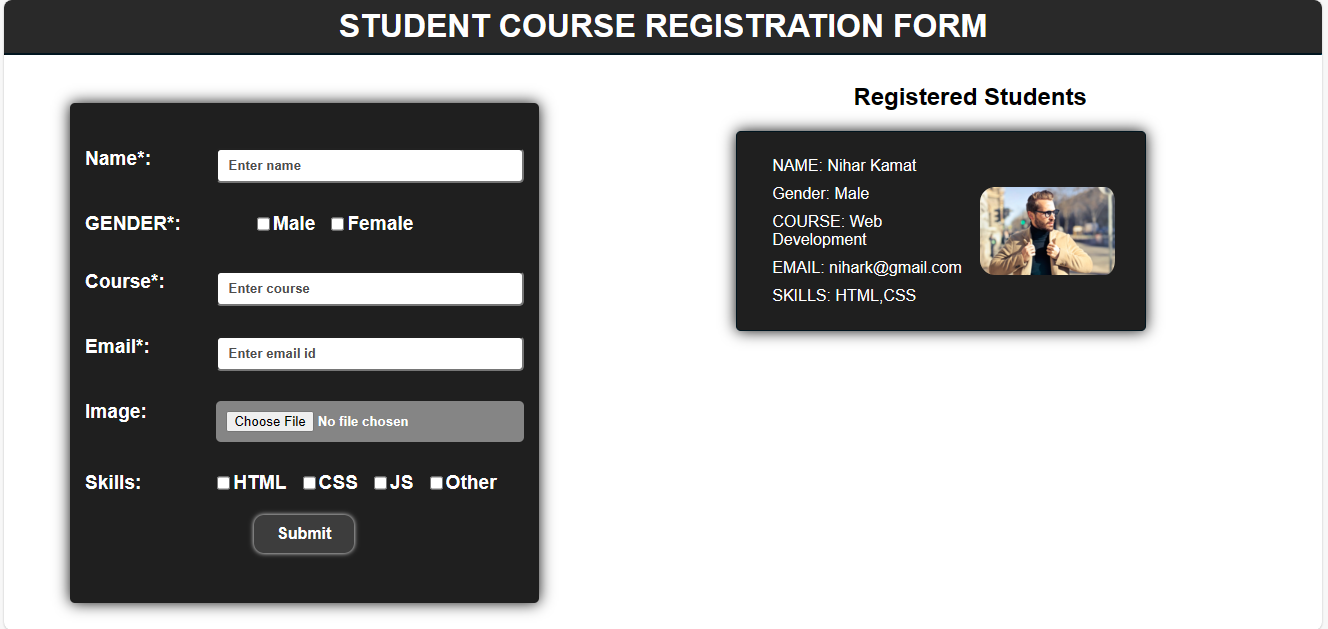 STUDENT COURSE REGISTRATION FORM
Name*:
Enter name
GENDER*:
Male Female
Course*:
Enter course
Email*:
Enter email id
Image:
Choose File No file chosen
Skills:
HTML CSS JS Other
Submit
Registered Students
NAME: Nihar Kamat
Gender: Male
COURSE: Web
Development
EMAIL: nihark@gmail.com
SKILLS: HTML,CSS